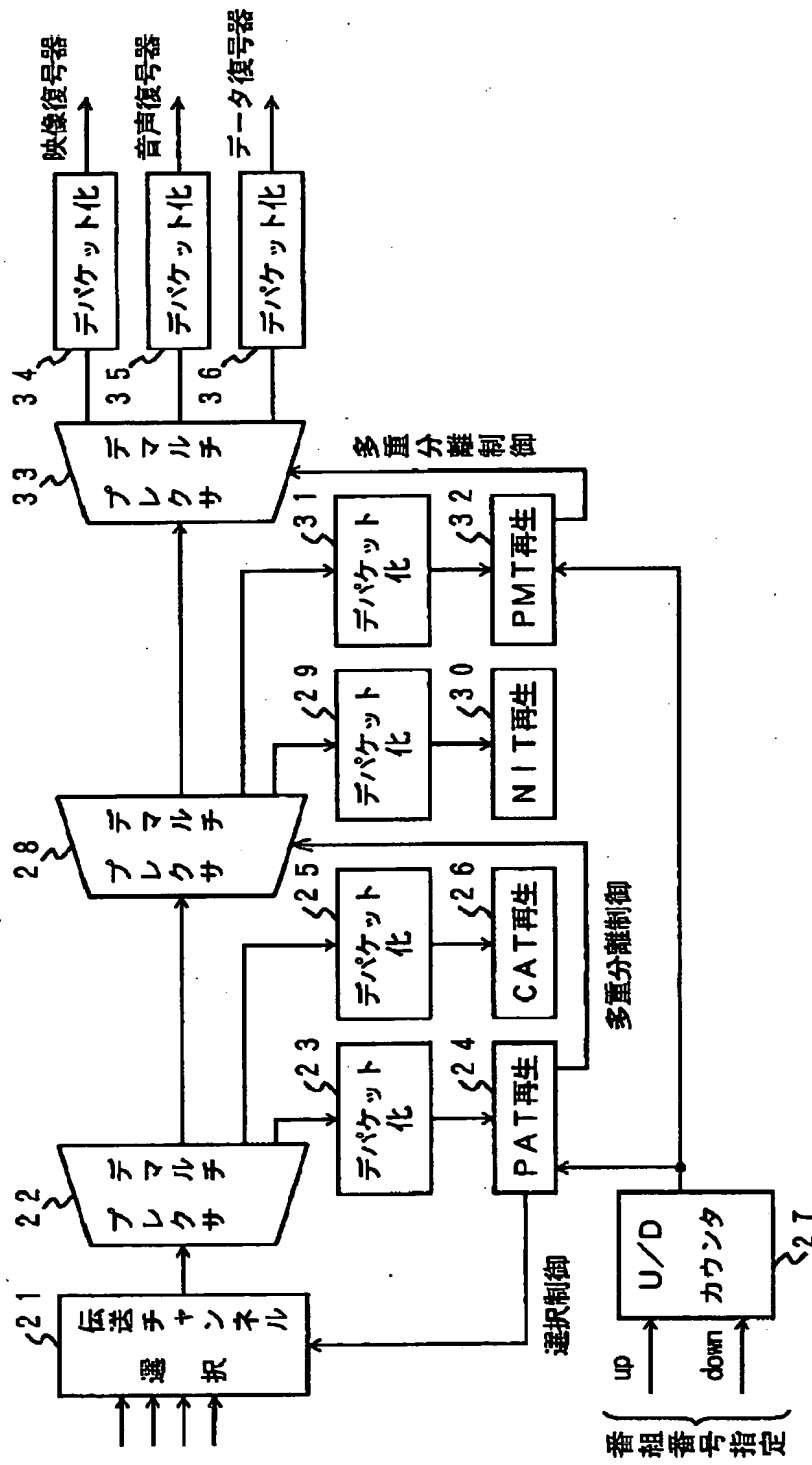 21
伝送チャンネル
選択
22
デマルチ
プレクサ
28
デマルチ
プレクサ
33
デマルチ
プレクサ
34
デパケット化
映像復号器
35
デパケット化
音声復号器
36
デパケット化
データ復号器
23
デパケット
化
25
デパケット
化
29
デパケット
化
31
デパケット
化
24
PAT再生
26
CAT再生
30
NIT再生
32
PMT再生
選択制御
多重分離制御
多重分離制御
番組番号指定
up
down
U/D
カウンタ
27